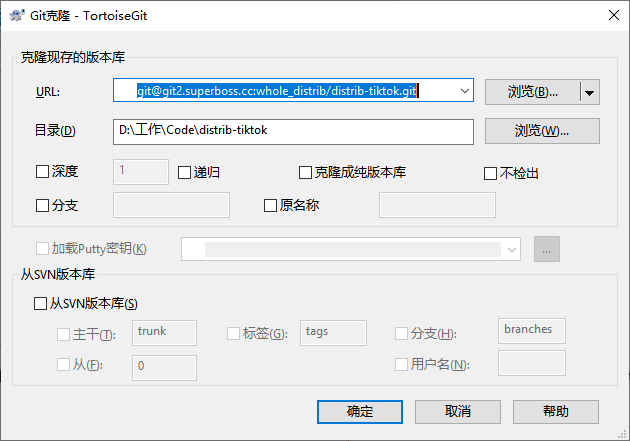 Git克隆 - TortoiseGit
克隆现存的版本库
URL: git@git2.superboss.cc:whole_distrib/distrib-tiktok.git 浏览(B)...
目录(D) D:\工作\Code\distrib-tiktok 浏览(W)...
深度 1 递归 克隆成纯版本库 不检出
分支 原名称
加载Putty密钥(K) ...
从SVN版本库
从SVN版本库(S)
主干(T): trunk 标签(G): tags 分支(H): branches
从(F): 0 用户名(N):
确定 取消 帮助